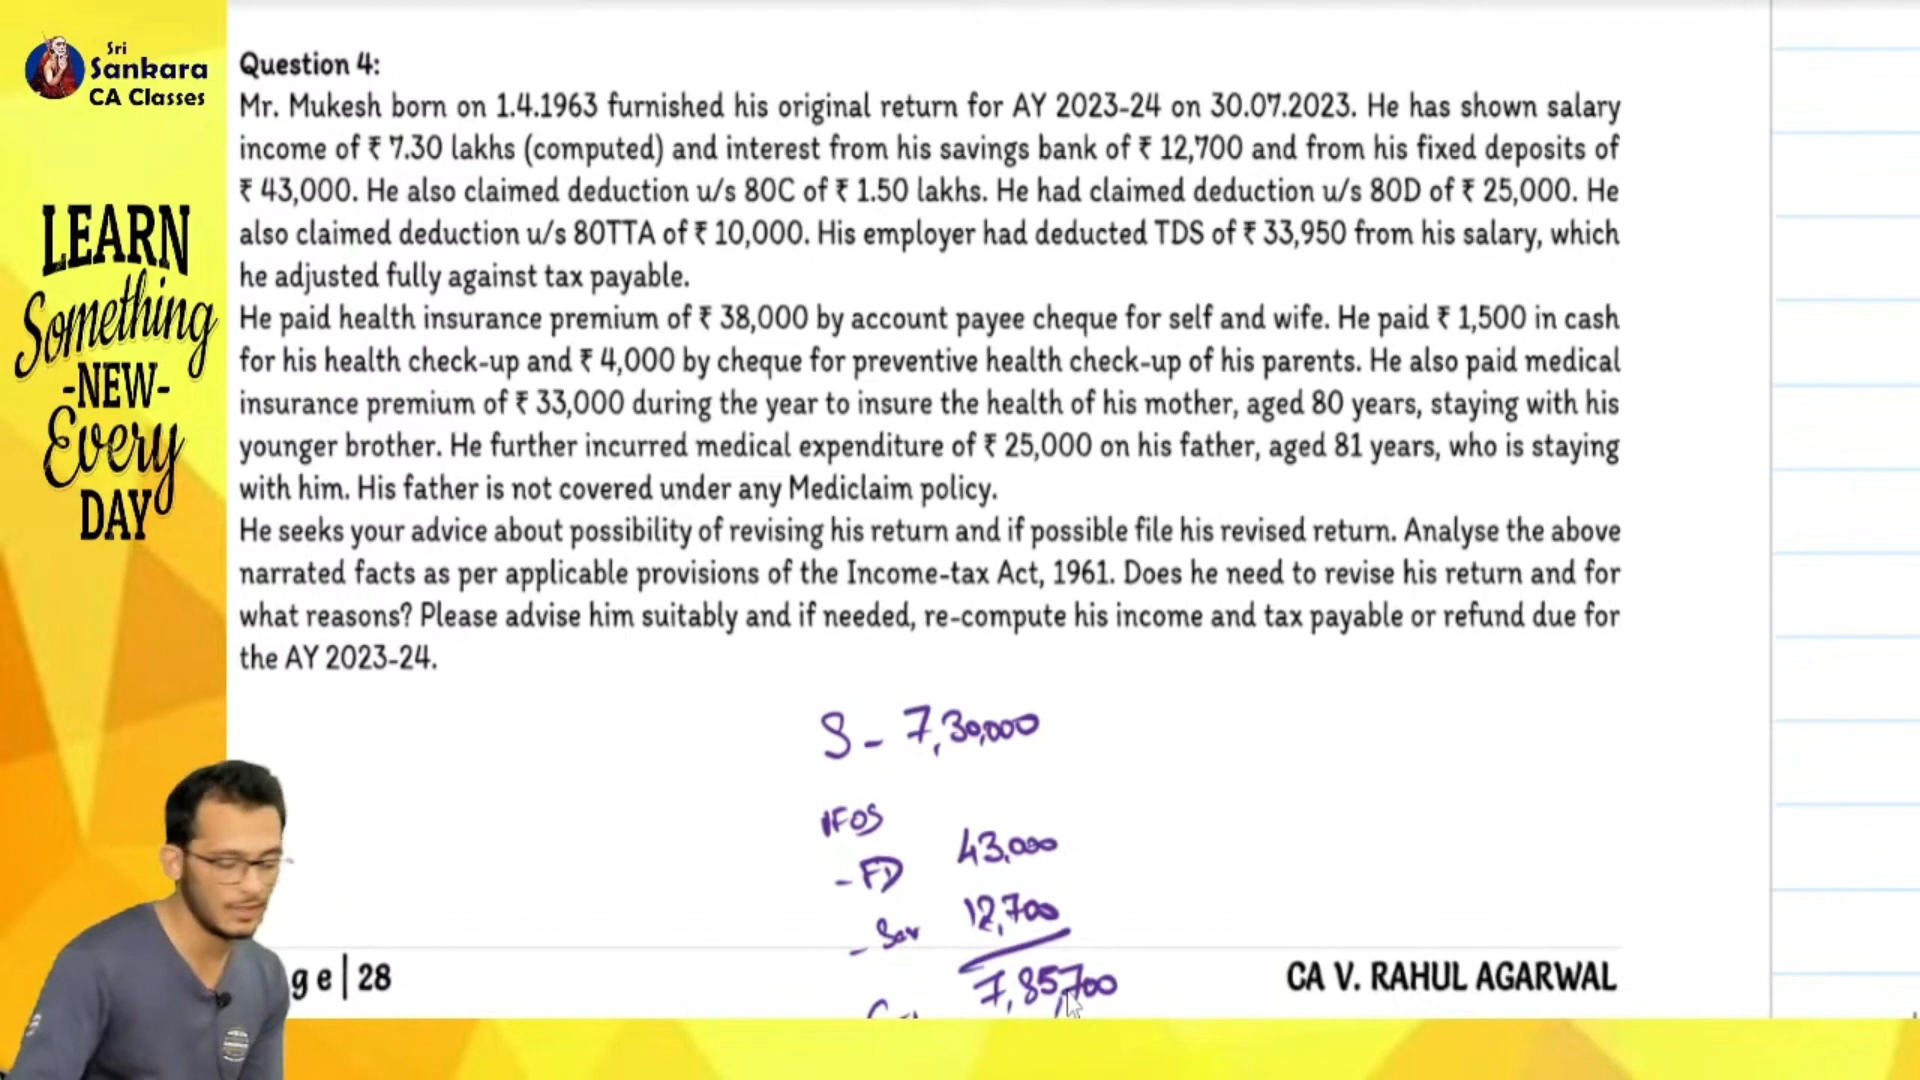 Sri
Sankara
CA Classes
LEARN
Something
-NEW-
Every
DAY
Question 4:
Mr. Mukesh born on 1.4.1963 furnished his original return for AY 2023-24 on 30.07.2023. He has shown salary
income of ₹ 7.30 lakhs (computed) and interest from his savings bank of ₹ 12,700 and from his fixed deposits of
₹ 43,000. He also claimed deduction u/s 80C of ₹ 1.50 lakhs. He had claimed deduction u/s 80D of ₹ 25,000. He
also claimed deduction u/s 80TTA of ₹ 10,000. His employer had deducted TDS of ₹ 33,950 from his salary, which
he adjusted fully against tax payable.
He paid health insurance premium of ₹ 38,000 by account payee cheque for self and wife. He paid ₹ 1,500 in cash
for his health check-up and ₹ 4,000 by cheque for preventive health check-up of his parents. He also paid medical
insurance premium of ₹ 33,000 during the year to insure the health of his mother, aged 80 years, staying with his
younger brother. He further incurred medical expenditure of ₹ 25,000 on his father, aged 81 years, who is staying
with him. His father is not covered under any Mediclaim policy.
He seeks your advice about possibility of revising his return and if possible file his revised return. Analyse the above
narrated facts as per applicable provisions of the Income-tax Act, 1961. Does he need to revise his return and for
what reasons? Please advise him suitably and if needed, re-compute his income and tax payable or refund due for
the AY 2023-24.
S - 7,30,000
IFOS
- FD 43,000
- Sav 12,700
7,85,700
g e | 28
CA V. RAHUL AGARWAL